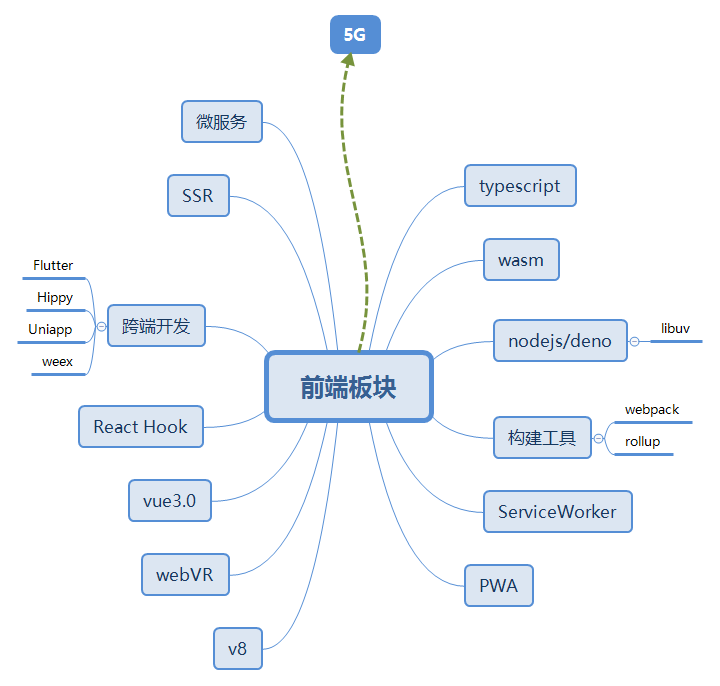 5G
微服务
SSR
跨端开发
Flutter
Hippy
Uniapp
weex
React Hook
vue3.0
webVR
v8
前端板块
typescript
wasm
nodejs/deno
libuv
构建工具
webpack
rollup
ServiceWorker
PWA